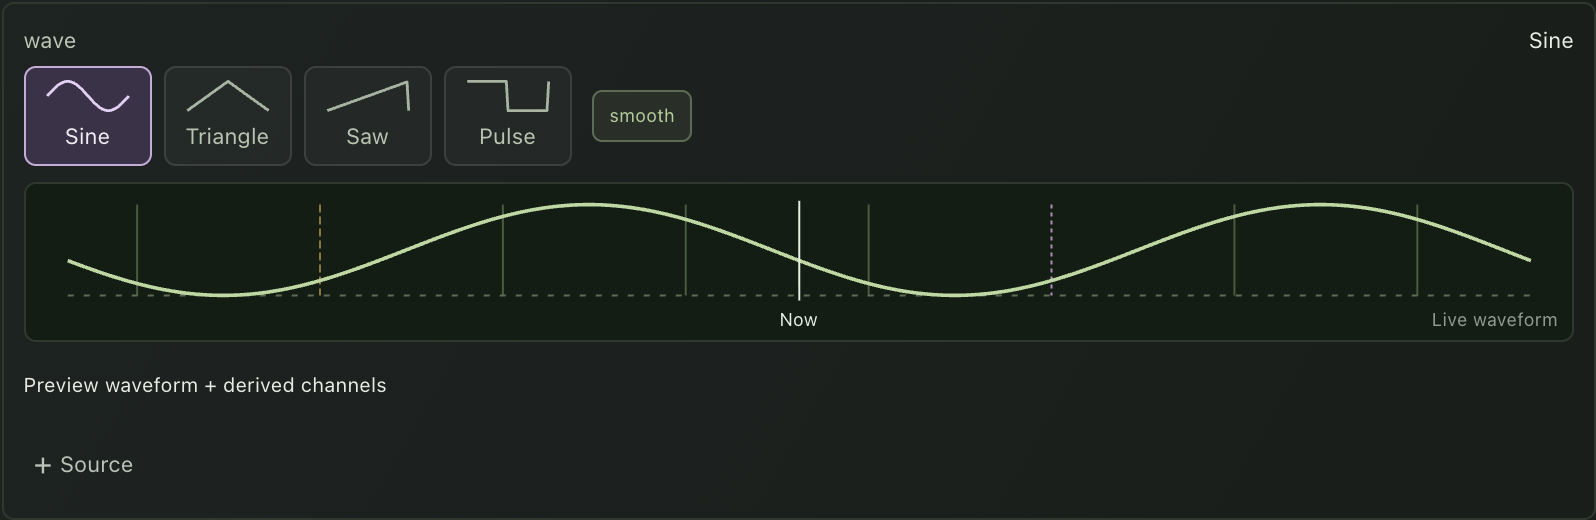 wave
Sine
Sine
Triangle
Saw
Pulse
smooth
Now
Live waveform
Preview waveform + derived channels
+ Source